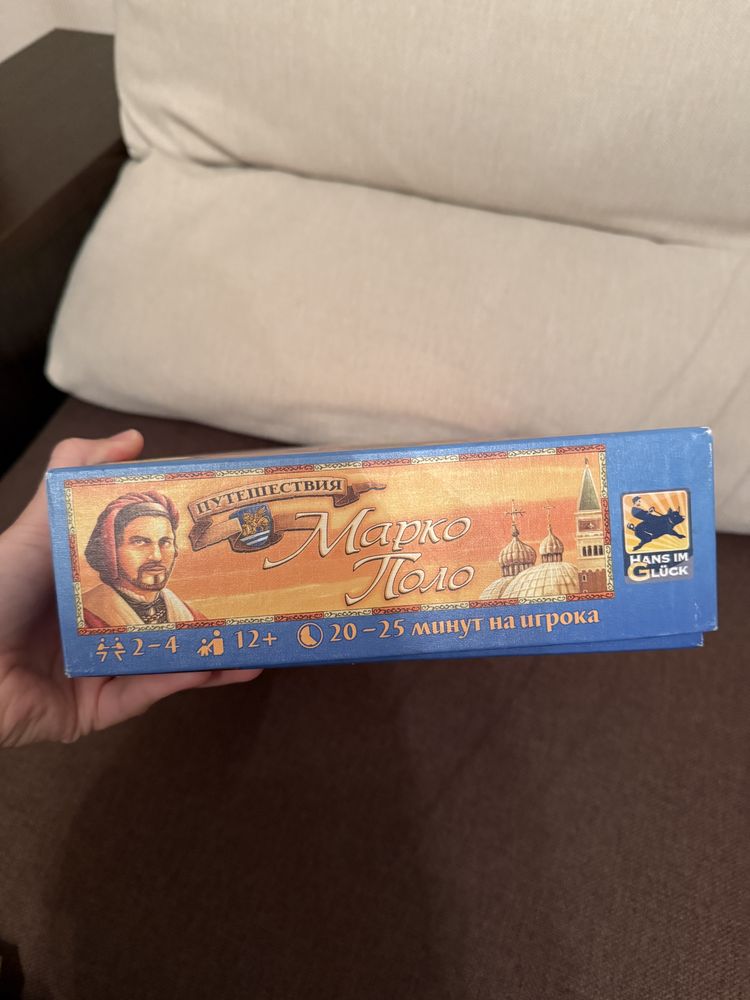 ПУТЕШЕСТВИЯ
Марко
Поло
HANS IM
GLÜCK
2–4 12+ 20–25 минут на игрока